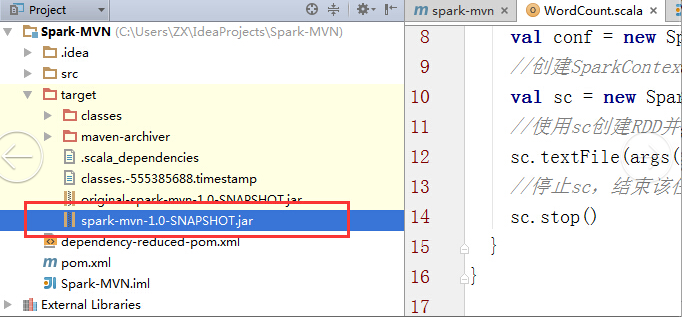 Project
Spark-MVN (C:\Users\ZX\IdeaProjects\Spark-MVN)
.idea
src
target
classes
maven-archiver
.scala_dependencies
classes.-555385688.timestamp
original-spark-mvn-1.0-SNAPSHOT.jar
spark-mvn-1.0-SNAPSHOT.jar
dependency-reduced-pom.xml
pom.xml
Spark-MVN.iml
External Libraries
spark-mvn
WordCount.scala
8 val conf = new Sp
9 //创建SparkContex
10 val sc = new Spar
11 //使用sc创建RDD并
12 sc.textFile(args(
13 //停止sc，结束该任
14 sc.stop()
15 }
16 }
17